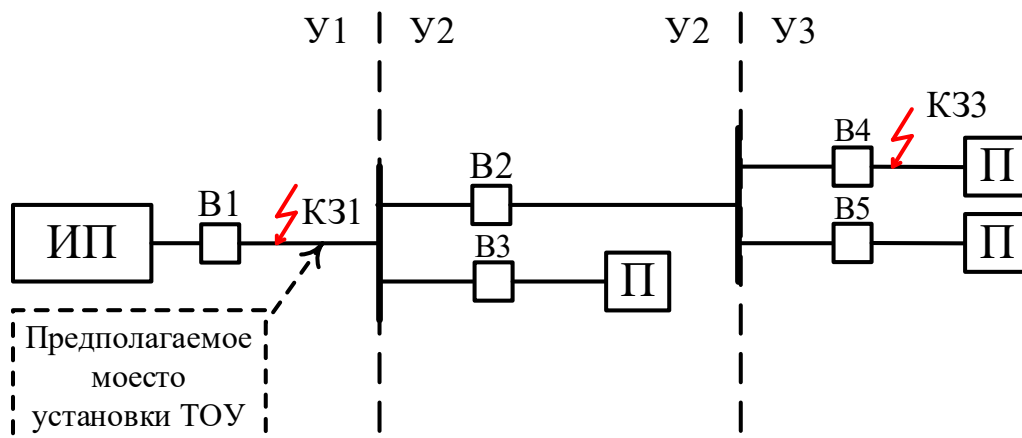 У1 У2 У2 У3
КЗ3
В4
П
В2
В1
КЗ1
ИП
В5
П
В3
П
Предполагаемое
моесто
установки ТОУ